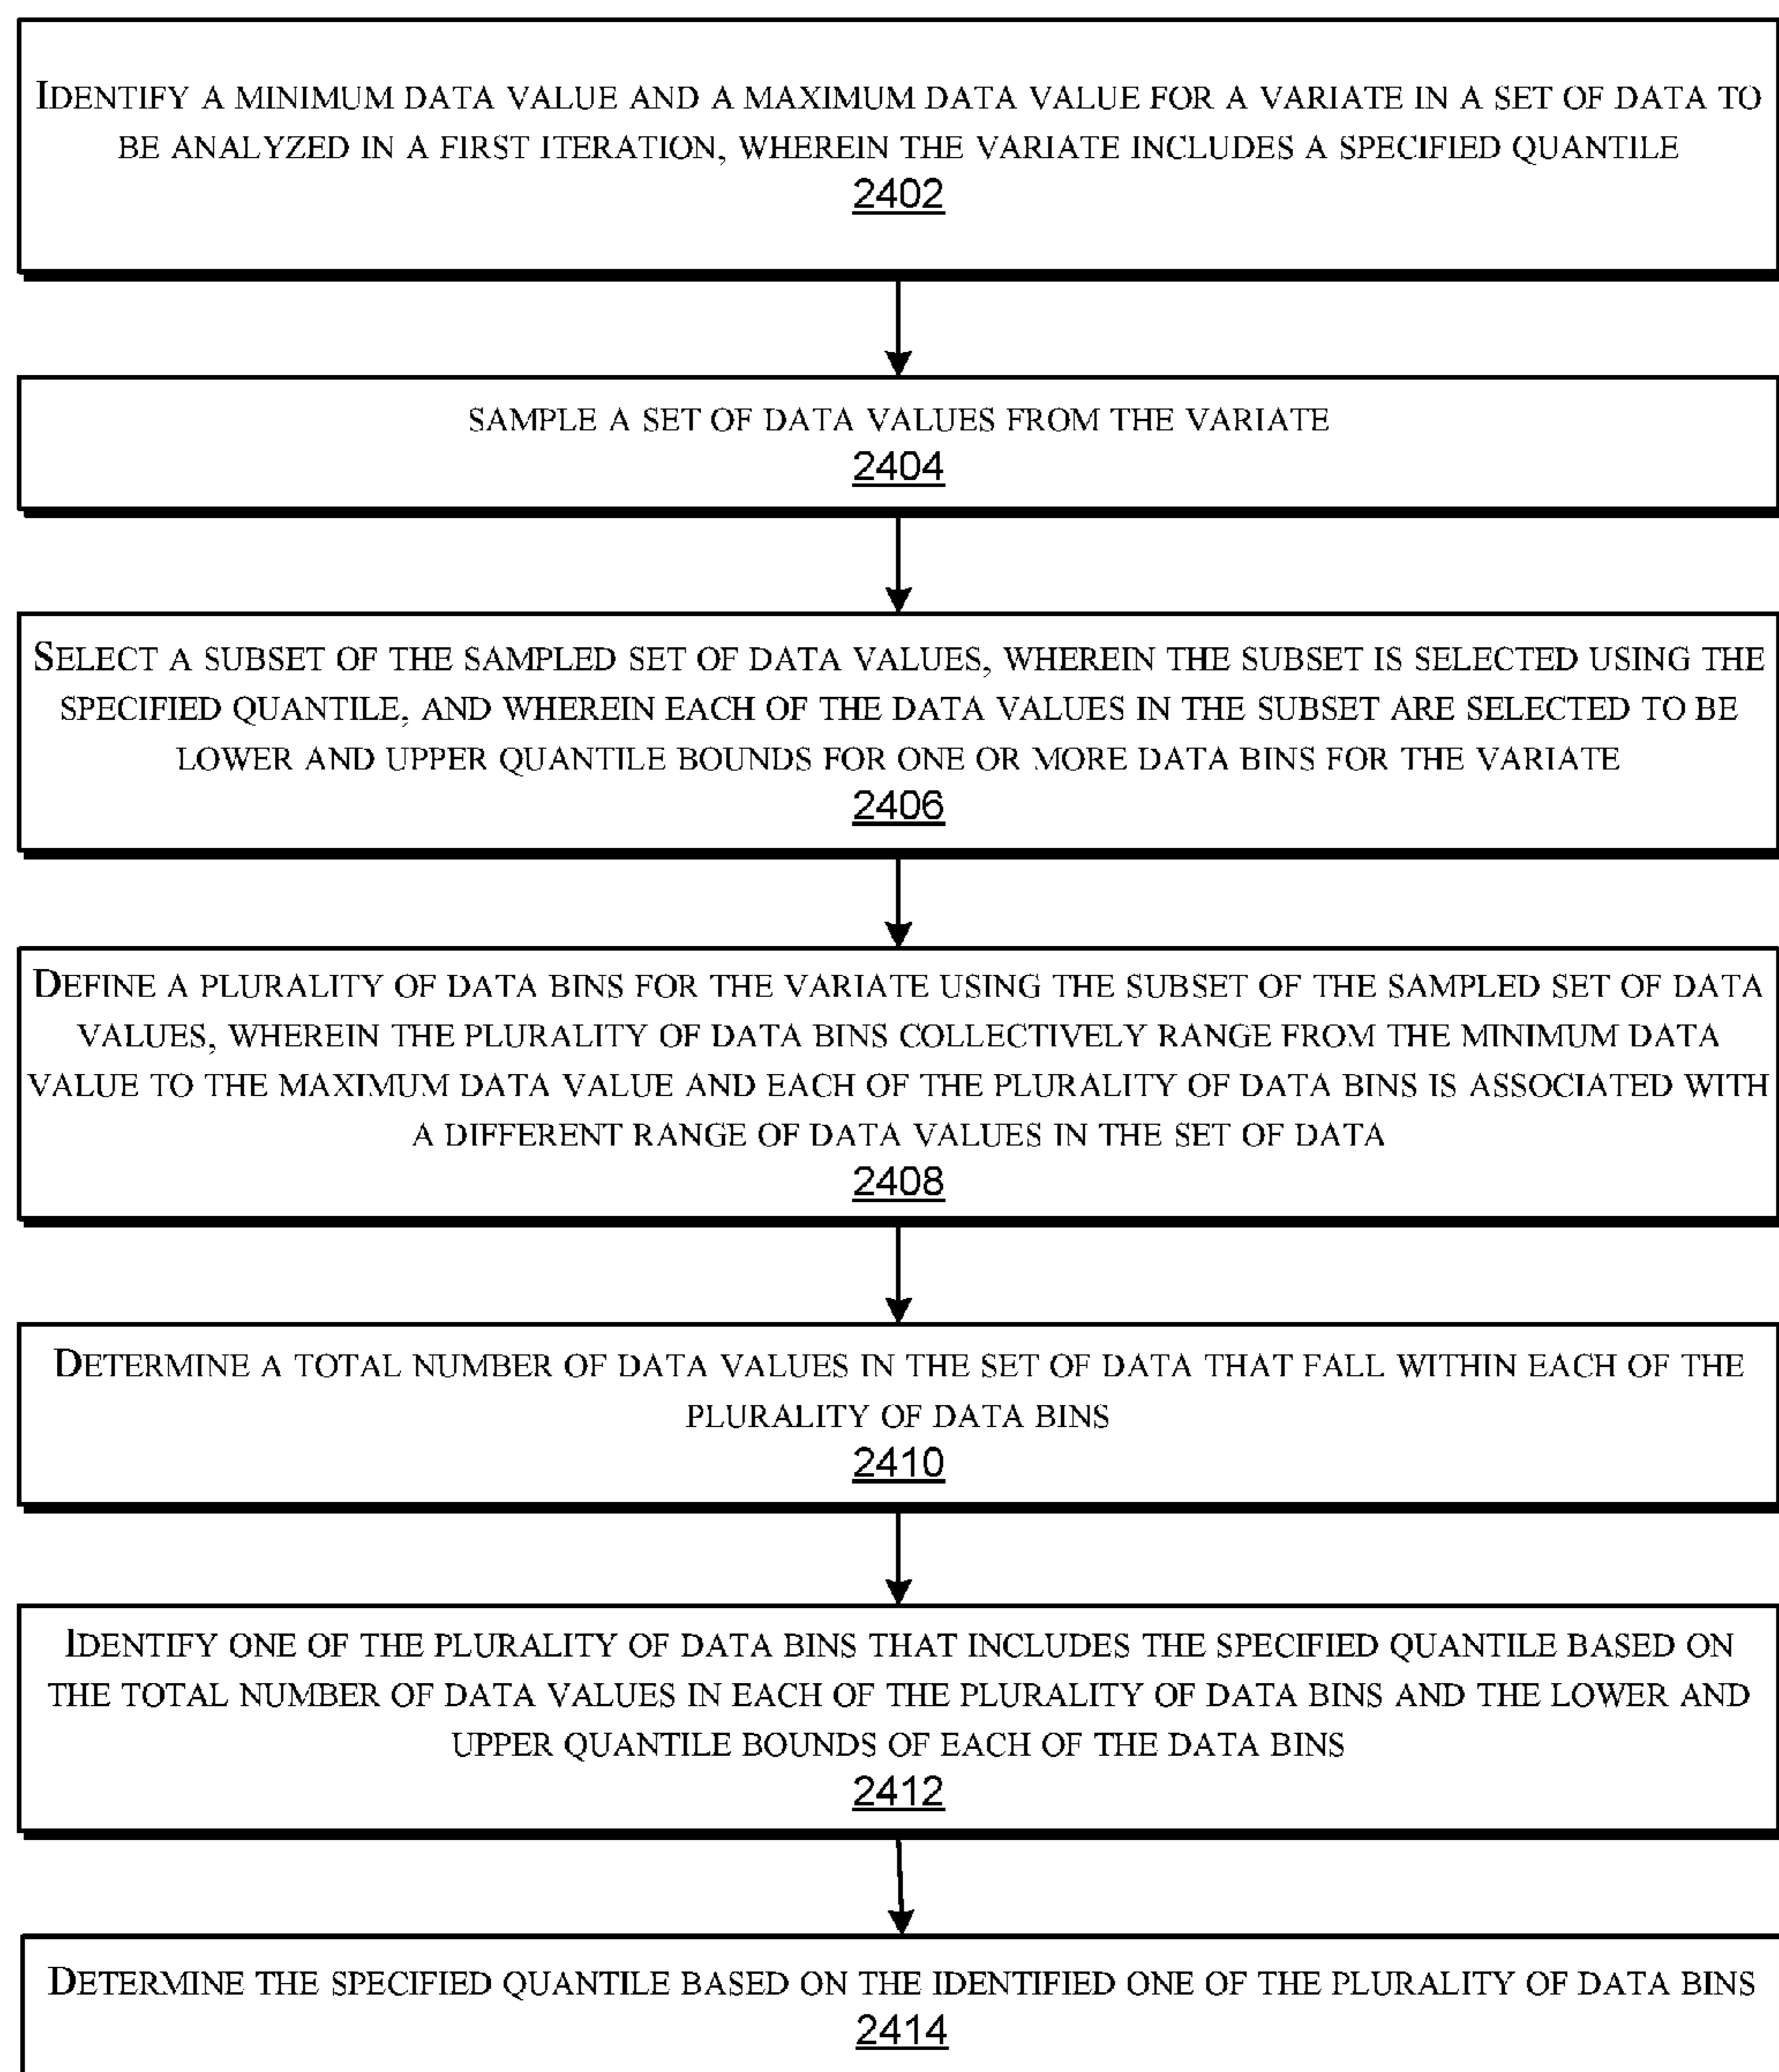 IDENTIFY A MINIMUM DATA VALUE AND A MAXIMUM DATA VALUE FOR A VARIATE IN A SET OF DATA TO
BE ANALYZED IN A FIRST ITERATION, WHEREIN THE VARIATE INCLUDES A SPECIFIED QUANTILE
2402
SAMPLE A SET OF DATA VALUES FROM THE VARIATE
2404
SELECT A SUBSET OF THE SAMPLED SET OF DATA VALUES, WHEREIN THE SUBSET IS SELECTED USING THE
SPECIFIED QUANTILE, AND WHEREIN EACH OF THE DATA VALUES IN THE SUBSET ARE SELECTED TO BE
LOWER AND UPPER QUANTILE BOUNDS FOR ONE OR MORE DATA BINS FOR THE VARIATE
2406
DEFINE A PLURALITY OF DATA BINS FOR THE VARIATE USING THE SUBSET OF THE SAMPLED SET OF DATA
VALUES, WHEREIN THE PLURALITY OF DATA BINS COLLECTIVELY RANGE FROM THE MINIMUM DATA
VALUE TO THE MAXIMUM DATA VALUE AND EACH OF THE PLURALITY OF DATA BINS IS ASSOCIATED WITH
A DIFFERENT RANGE OF DATA VALUES IN THE SET OF DATA
2408
DETERMINE A TOTAL NUMBER OF DATA VALUES IN THE SET OF DATA THAT FALL WITHIN EACH OF THE
PLURALITY OF DATA BINS
2410
IDENTIFY ONE OF THE PLURALITY OF DATA BINS THAT INCLUDES THE SPECIFIED QUANTILE BASED ON
THE TOTAL NUMBER OF DATA VALUES IN EACH OF THE PLURALITY OF DATA BINS AND THE LOWER AND
UPPER QUANTILE BOUNDS OF EACH OF THE DATA BINS
2412
DETERMINE THE SPECIFIED QUANTILE BASED ON THE IDENTIFIED ONE OF THE PLURALITY OF DATA BINS
2414